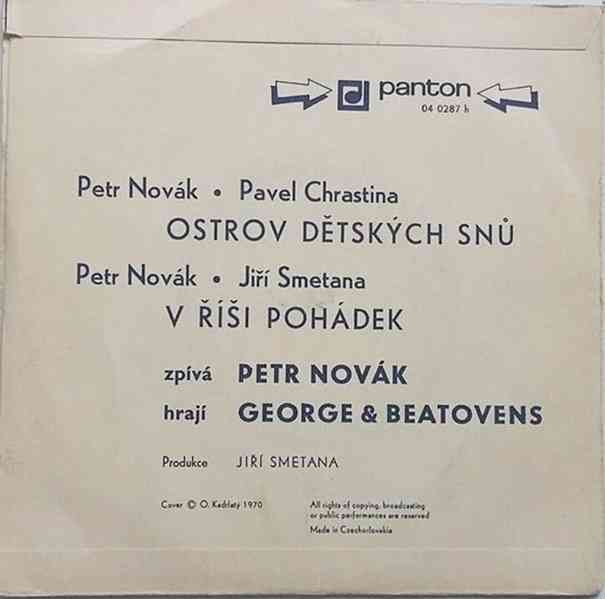 panton
04 0287 h
Petr Novák • Pavel Chrastina
OSTROV DĚTSKÝCH SNŮ
Petr Novák • Jiří Smetana
V ŘÍŠI POHÁDEK
zpívá PETR NOVÁK
hrají GEORGE & BEATOVENS
Produkce JIŘÍ SMETANA
Cover © O. Kadrlatý 1970
All rights of copying, broadcasting
or public performances are reserved
Made in Czechorlovakia